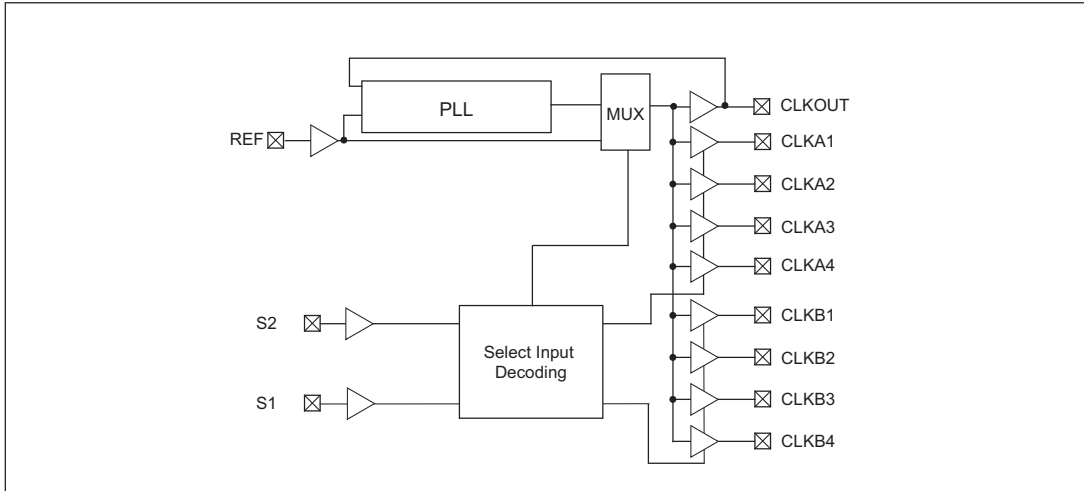 PLL
MUX
REF
CLKOUT
CLKA1
CLKA2
CLKA3
CLKA4
S2
S1
Select Input
Decoding
CLKB1
CLKB2
CLKB3
CLKB4